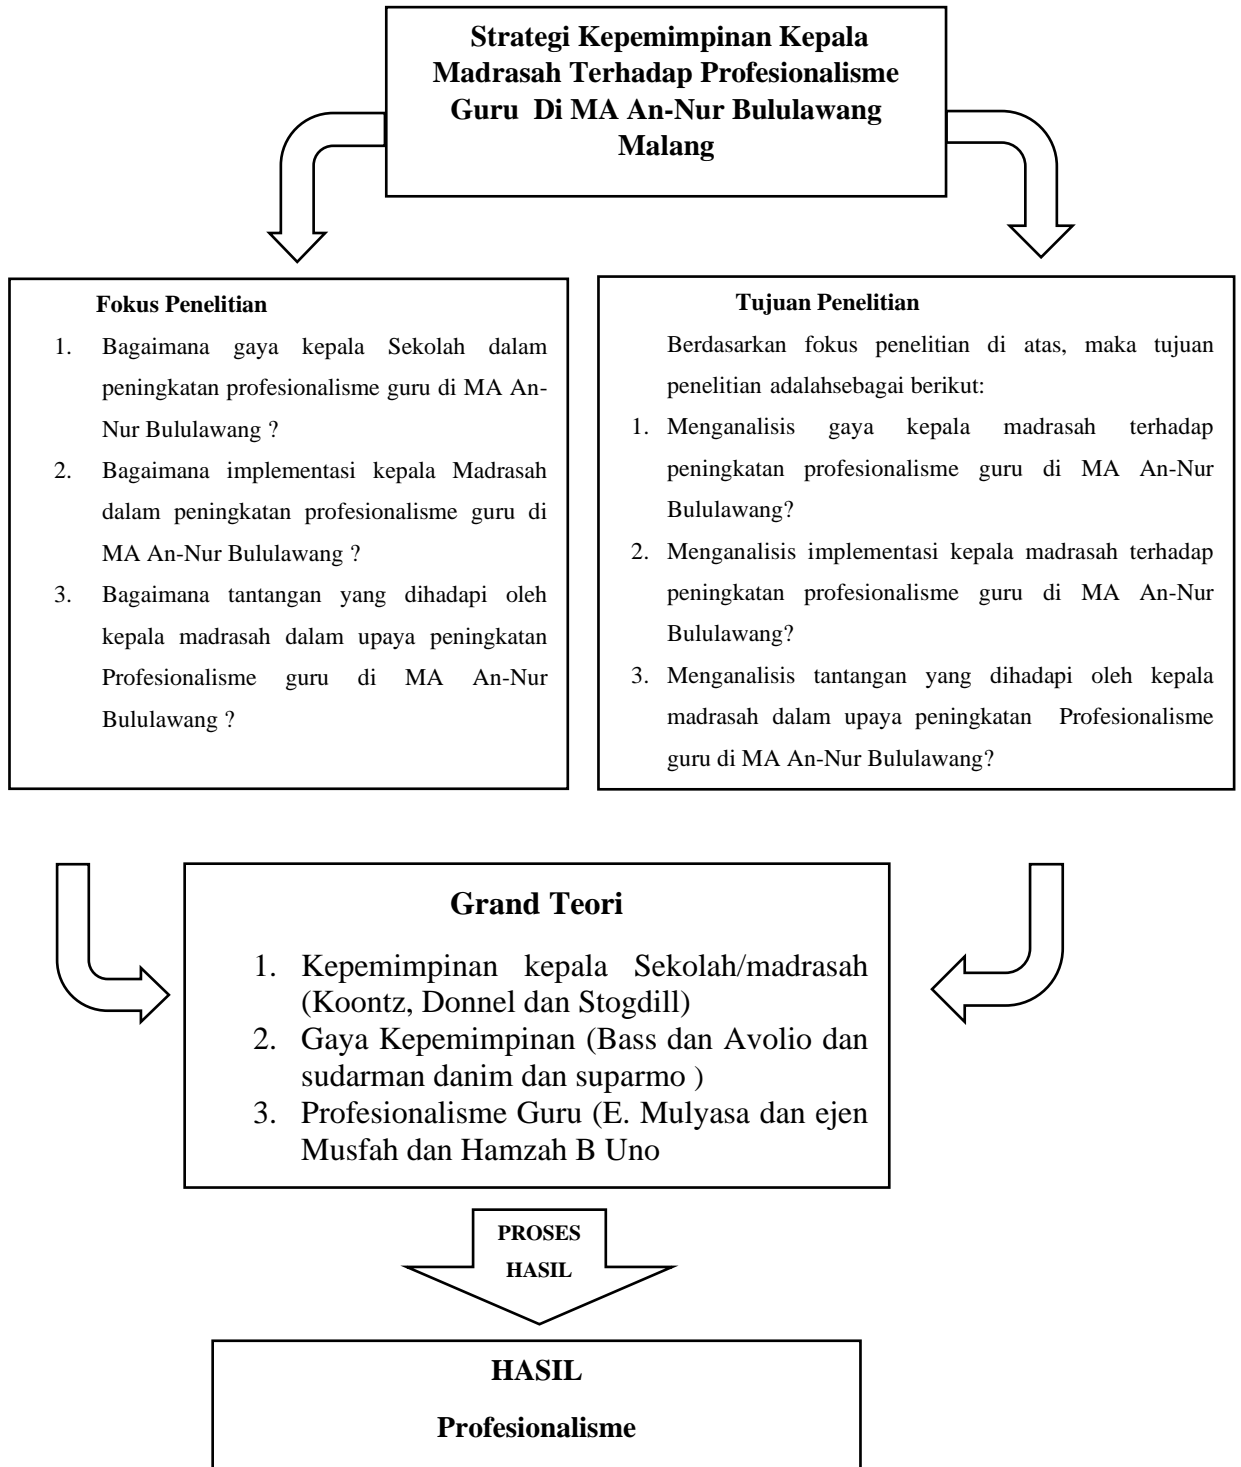 Strategi Kepemimpinan Kepala
Madrasah Terhadap Profesionalisme
Guru Di MA An-Nur Bululawang
Malang
Fokus Penelitian
1. Bagaimana gaya kepala Sekolah dalam
peningkatan profesionalisme guru di MA An-
Nur Bululawang ?
2. Bagaimana implementasi kepala Madrasah
dalam peningkatan profesionalisme guru di
MA An-Nur Bululawang ?
3. Bagaimana tantangan yang dihadapi oleh
kepala madrasah dalam upaya peningkatan
Profesionalisme guru di MA An-Nur
Bululawang ?
Tujuan Penelitian
Berdasarkan fokus penelitian di atas, maka tujuan
penelitian adalahsebagai berikut:
1. Menganalisis gaya kepala madrasah terhadap
peningkatan profesionalisme guru di MA An-Nur
Bululawang?
2. Menganalisis implementasi kepala madrasah terhadap
peningkatan profesionalisme guru di MA An-Nur
Bululawang?
3. Menganalisis tantangan yang dihadapi oleh kepala
madrasah dalam upaya peningkatan Profesionalisme
guru di MA An-Nur Bululawang?
Grand Teori
1. Kepemimpinan kepala Sekolah/madrasah
(Koontz, Donnel dan Stogdill)
2. Gaya Kepemimpinan (Bass dan Avolio dan
sudarman danim dan suparmo )
3. Profesionalisme Guru (E. Mulyasa dan ejen
Musfah dan Hamzah B Uno
PROSES
HASIL
HASIL
Profesionalisme